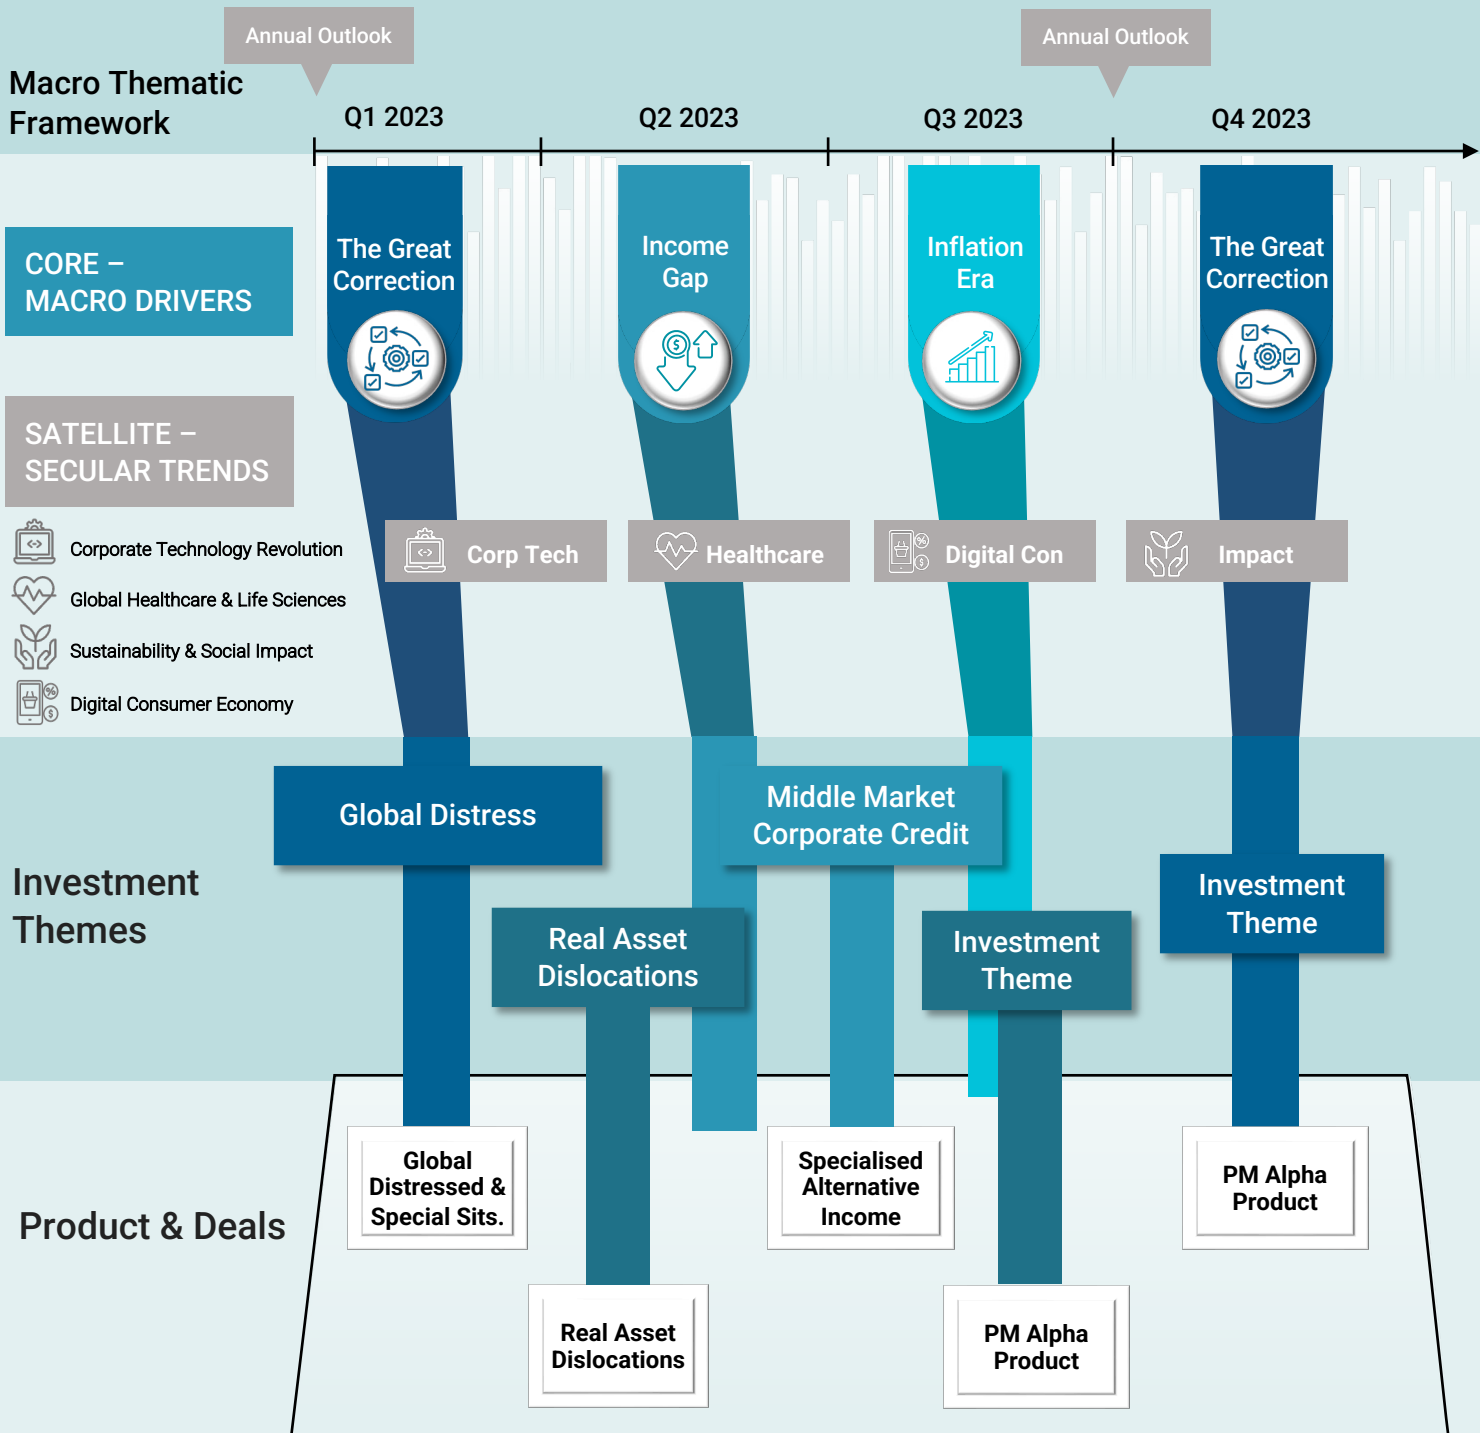 Annual Outlook
Annual Outlook
Macro Thematic
Framework
Q1 2023
Q2 2023
Q3 2023
Q4 2023
CORE –
MACRO DRIVERS
The Great
Correction
Income
Gap
Inflation
Era
The Great
Correction
SATELLITE –
SECULAR TRENDS
Corporate Technology Revolution
Global Healthcare & Life Sciences
Sustainability & Social Impact
Digital Consumer Economy
Corp Tech
Healthcare
Digital Con
Impact
Investment
Themes
Global Distress
Middle Market
Corporate Credit
Real Asset
Dislocations
Investment
Theme
Investment
Theme
Product & Deals
Global
Distressed &
Special Sits.
Specialised
Alternative
Income
PM Alpha
Product
Real Asset
Dislocations
PM Alpha
Product